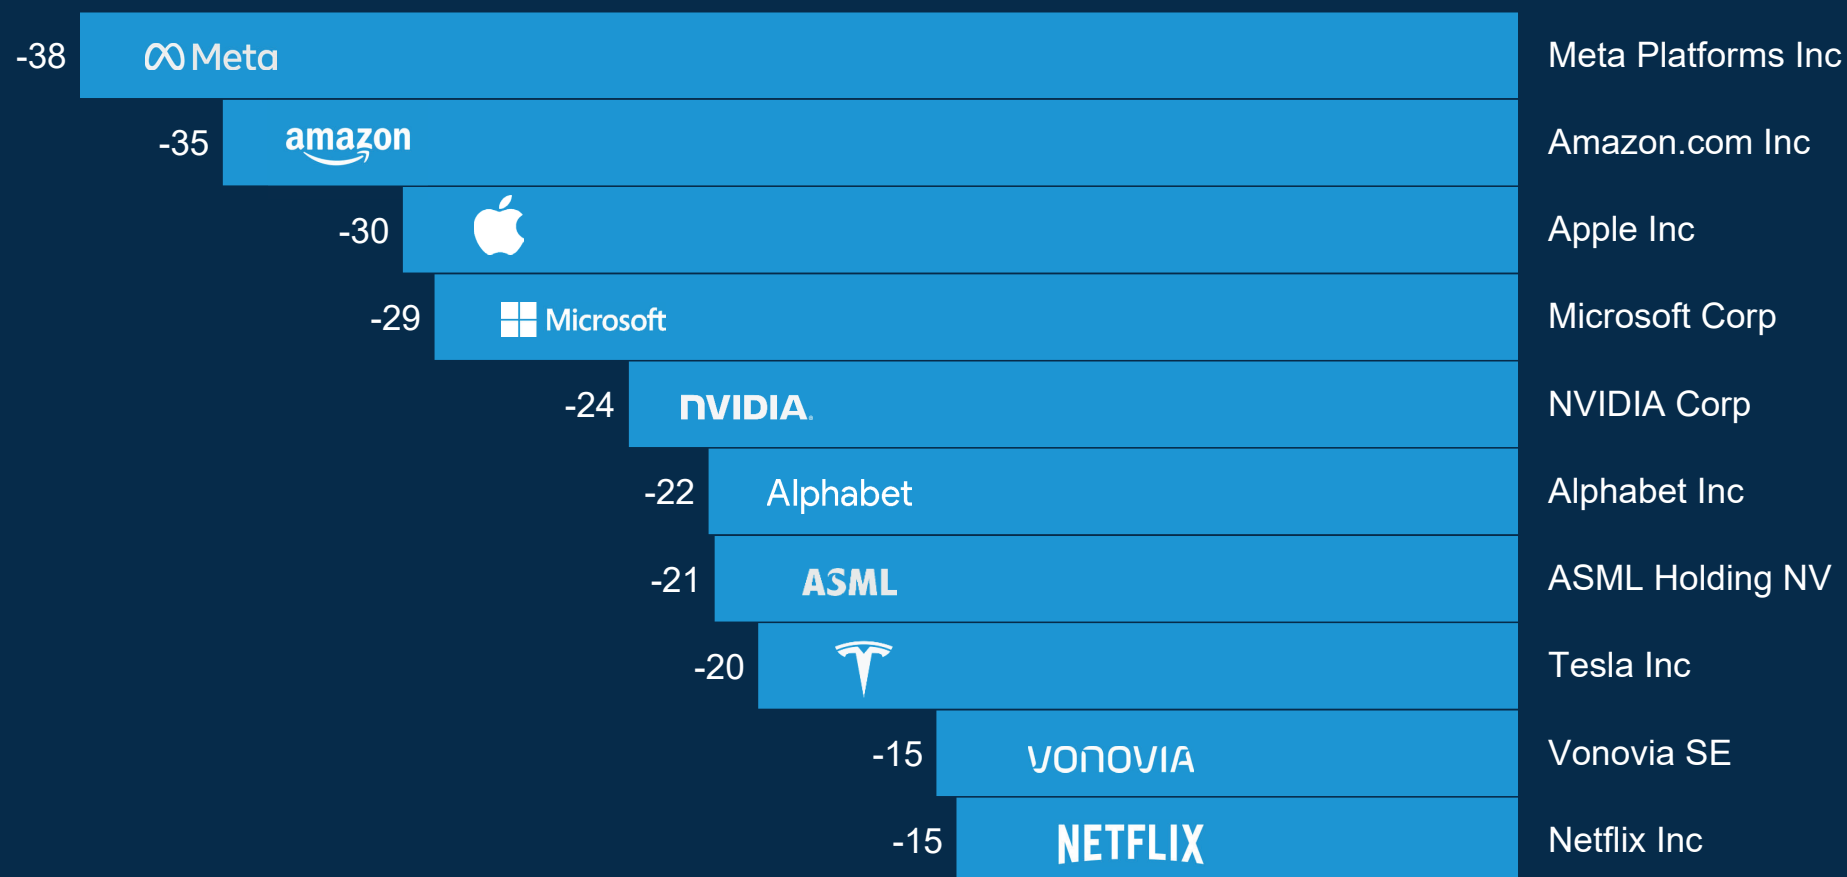 -38 Meta Meta Platforms Inc
-35 amazon Amazon.com Inc
-30 Apple Inc
-29 Microsoft Microsoft Corp
-24 NVIDIA. NVIDIA Corp
-22 Alphabet Alphabet Inc
-21 ASML ASML Holding NV
-20 Tesla Inc
-15 VONOVIA Vonovia SE
-15 NETFLIX Netflix Inc